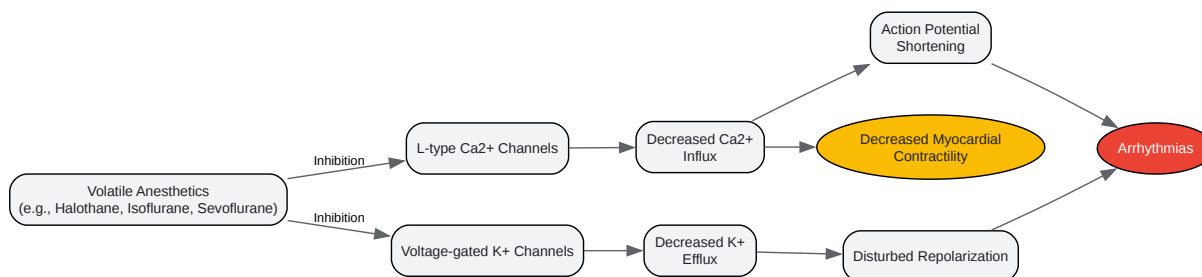 Volatile Anesthetics
(e.g., Halothane, Isoflurane, Sevoflurane)
Inhibition
Inhibition
L-type Ca2+ Channels
Voltage-gated K+ Channels
Decreased Ca2+
Influx
Decreased K+
Efflux
Action Potential
Shortening
Decreased Myocardial
Contractility
Disturbed Repolarization
Arrhythmias